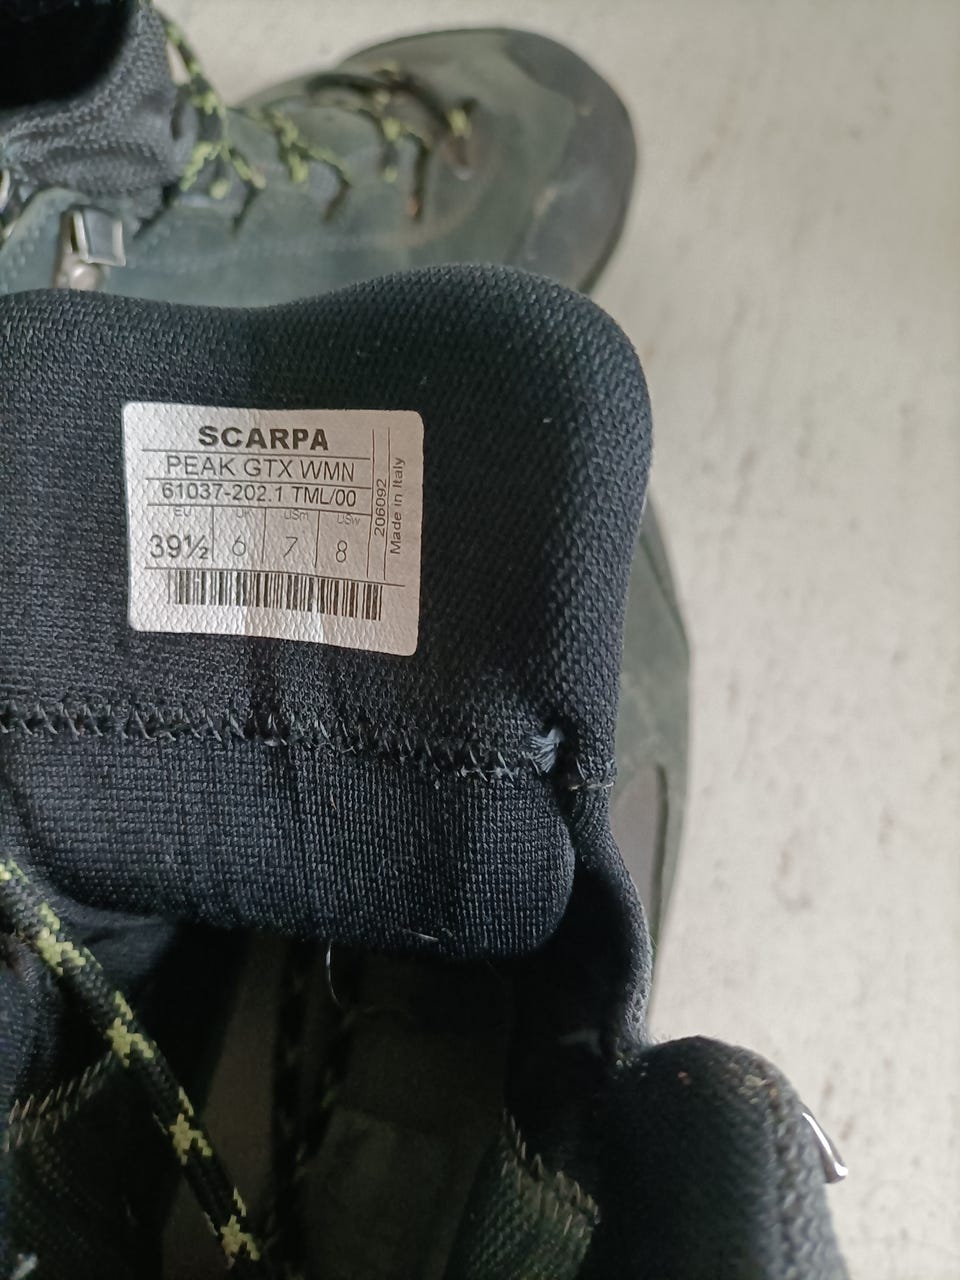 SCARPA
PEAK GTX WMN
61037-202.1 TML/00
EU UK USm USw
39½ 6 7 8
206092
Made in Italy